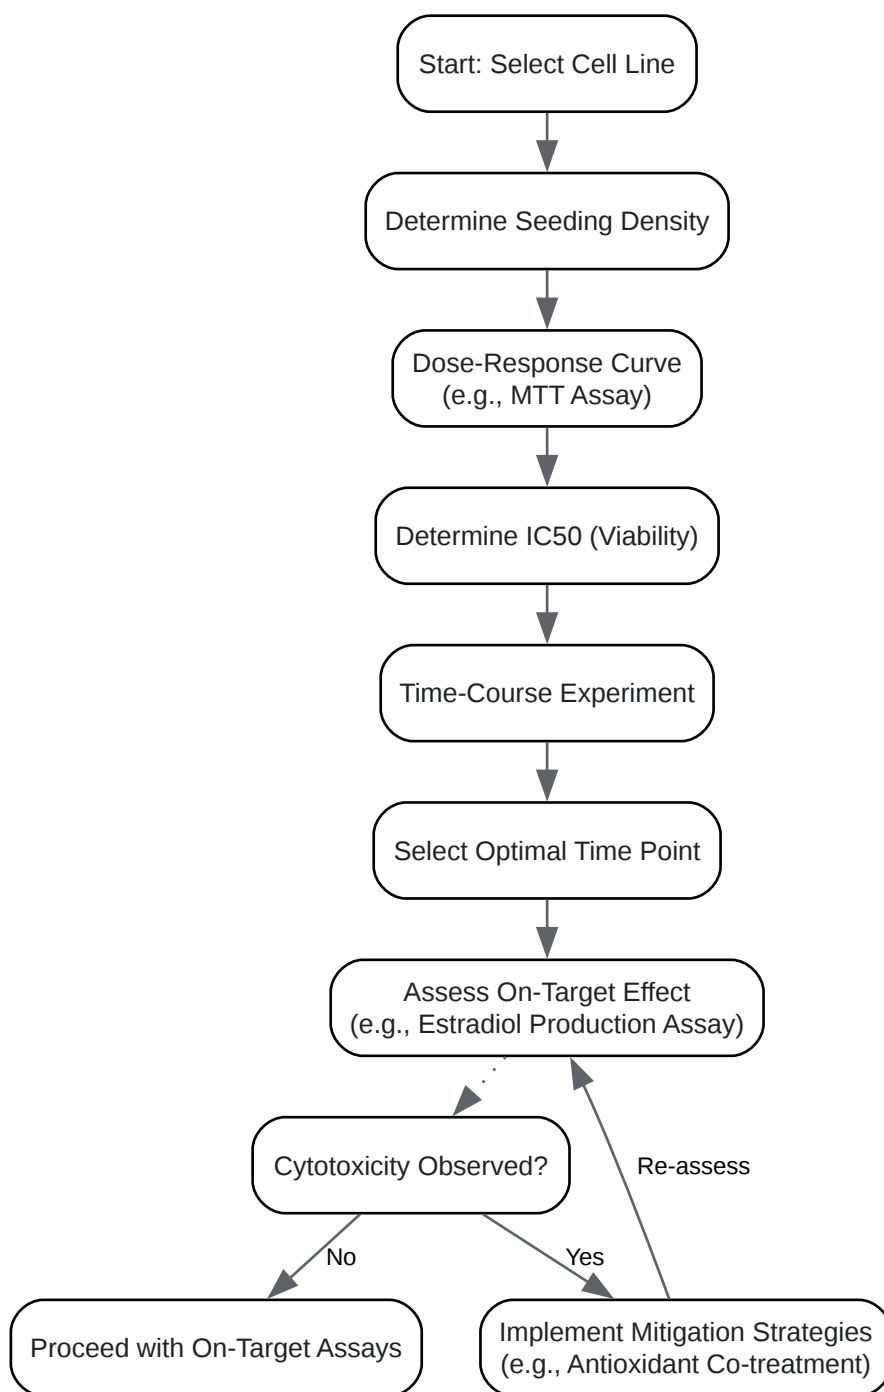 Start: Select Cell Line
Determine Seeding Density
Dose-Response Curve
(e.g., MTT Assay)
Determine IC50 (Viability)
Time-Course Experiment
Select Optimal Time Point
Assess On-Target Effect
(e.g., Estradiol Production Assay)
Cytotoxicity Observed?
Re-assess
No
Yes
Proceed with On-Target Assays
Implement Mitigation Strategies
(e.g., Antioxidant Co-treatment)